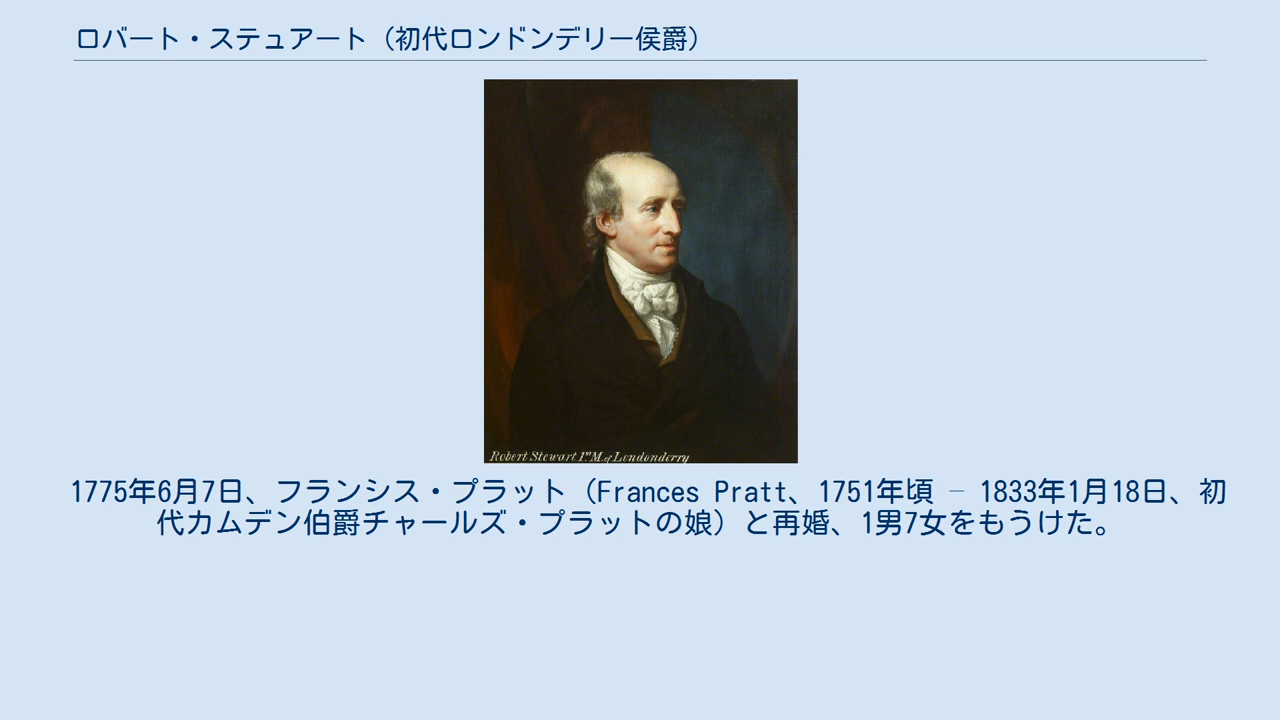 ロバート・ステュアート（初代ロンドンデリー侯爵）
Robert Stewart 1st M. of Londonderry
1775年6月7日、フランシス・プラット（Frances Pratt、1751年頃 – 1833年1月18日、初
代カムデン伯爵チャールズ・プラットの娘）と再婚、1男7女をもうけた。